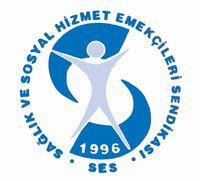 SAĞLIK VE SOSYAL HİZMET EMEKÇİLERİ SENDİKASI
1996
SES